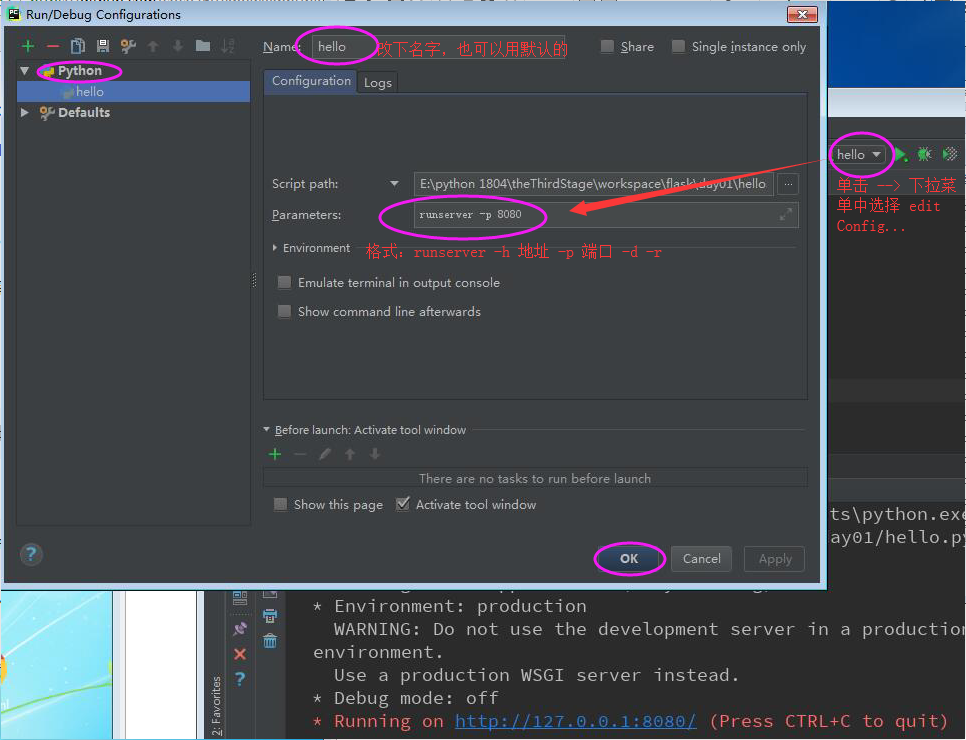 Run/Debug Configurations
Name: hello 改下名字，也可以用默认的
Share
Single instance only
Python
hello
Defaults
Configuration
Logs
hello
单击 --> 下拉菜
单中选择 edit
Config...
Script path:
E:\python 1804\theThirdStage\workspace\flask\day01\hello
...
Parameters:
runserver -p 8080
Environment
格式: runserver -h 地址 -p 端口 -d -r
Emulate terminal in output console
Show command line afterwards
Before launch: Activate tool window
There are no tasks to run before launch
Show this page
Activate tool window
OK
Cancel
Apply
?
ts\python.exe
ay01/hello.py
* Environment: production
WARNING: Do not use the development server in a production
environment.
Use a production WSGI server instead.
* Debug mode: off
* Running on http://127.0.0.1:8080/ (Press CTRL+C to quit)
2: Favorites